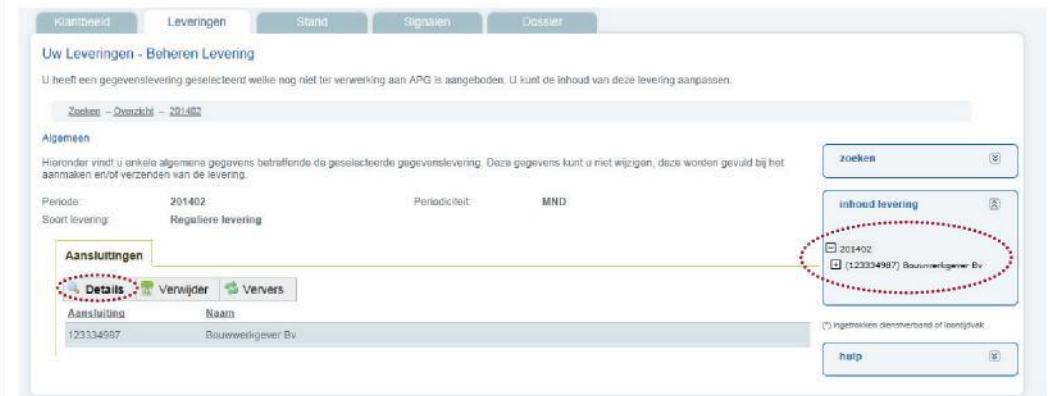 Klantbeeld Leveringen Stand Signalen Dossier
Uw Leveringen - Beheren Levering
U heeft een gegevenslevering geselecteerd welke nog niet ter verwerking aan APG is aangeboden. U kunt de inhoud van deze levering aanpassen.
Zoeken – Overzicht – 201402
Algemeen
Hieronder vindt u enkele algemene gegevens betreffende de geselecteerde gegevenslevering. Deze gegevens kunt u niet wijzigen, deze worden gevuld bij het
aanmaken en/of verzenden van de levering.
Periode: 201402 Periodiciteit: MND
Soort levering: Reguliere levering
Aansluitingen
Details Verwijder Ververs
Aansluiting Naam
123334987 Bouwwerkgever Bv
zoeken
inhoud levering
201402
(123334987) Bouwwerkgever Bv
(*) ingetrokken dienstverband of loontijdvak
hulp